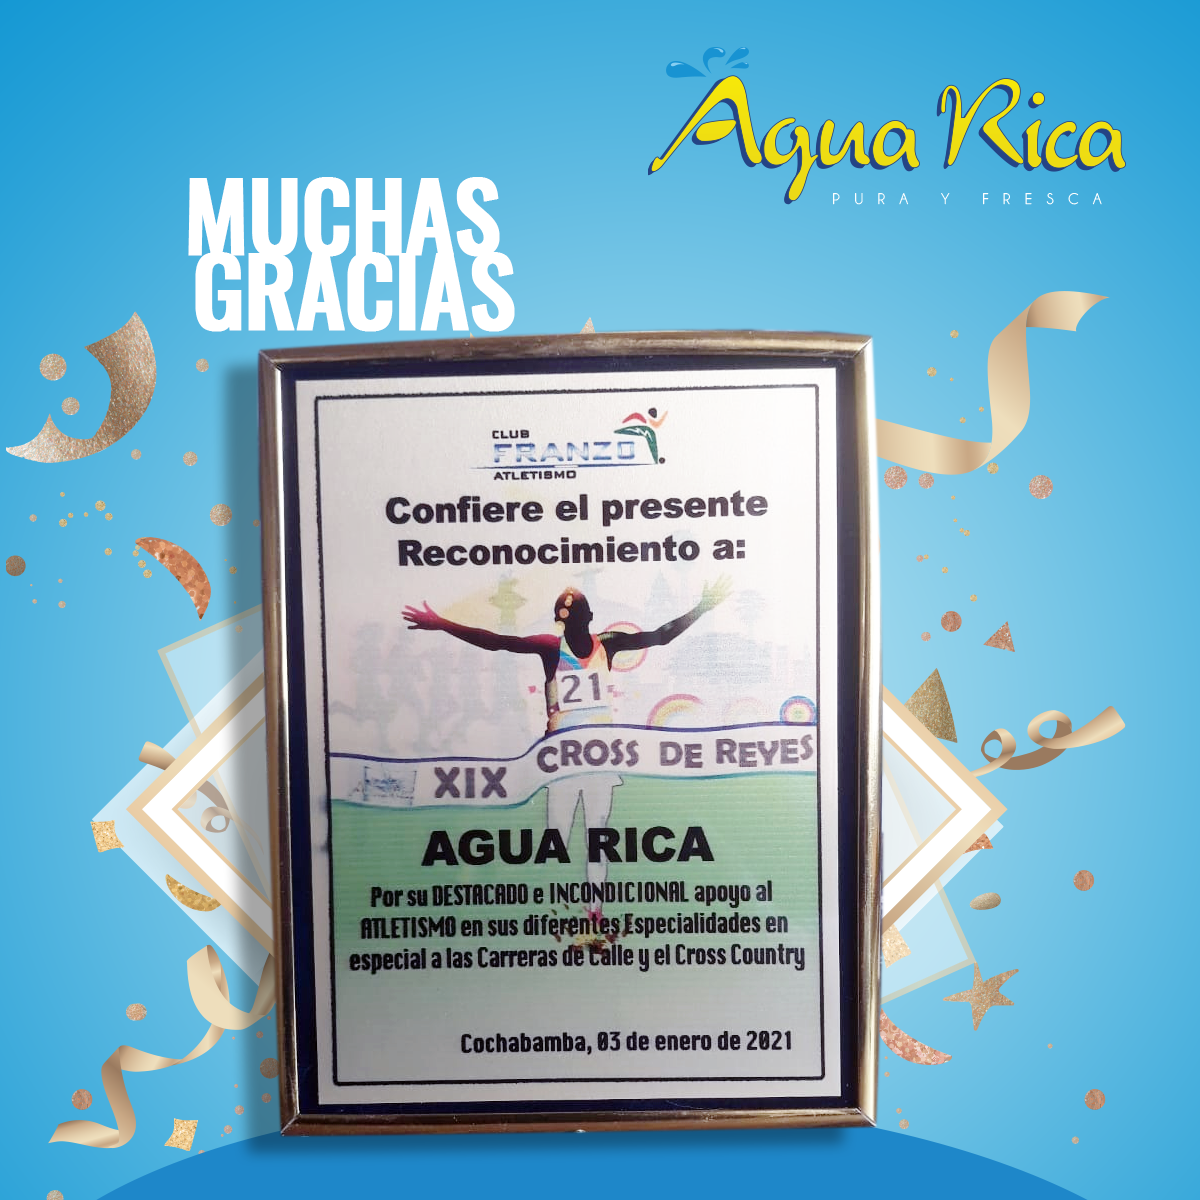 Agua Rica
PURA Y FRESCA
MUCHAS
GRACIAS
CLUB
FRANZO
ATLETISMO
Confiere el presente
Reconocimiento a:
21
XIX CROSS DE REYES
AGUA RICA
Por su DESTACADO e INCONDICIONAL apoyo al
ATLETISMO en sus diferentes Especialidades en
especial a las Carreras de Calle y el Cross Country
Cochabamba, 03 de enero de 2021